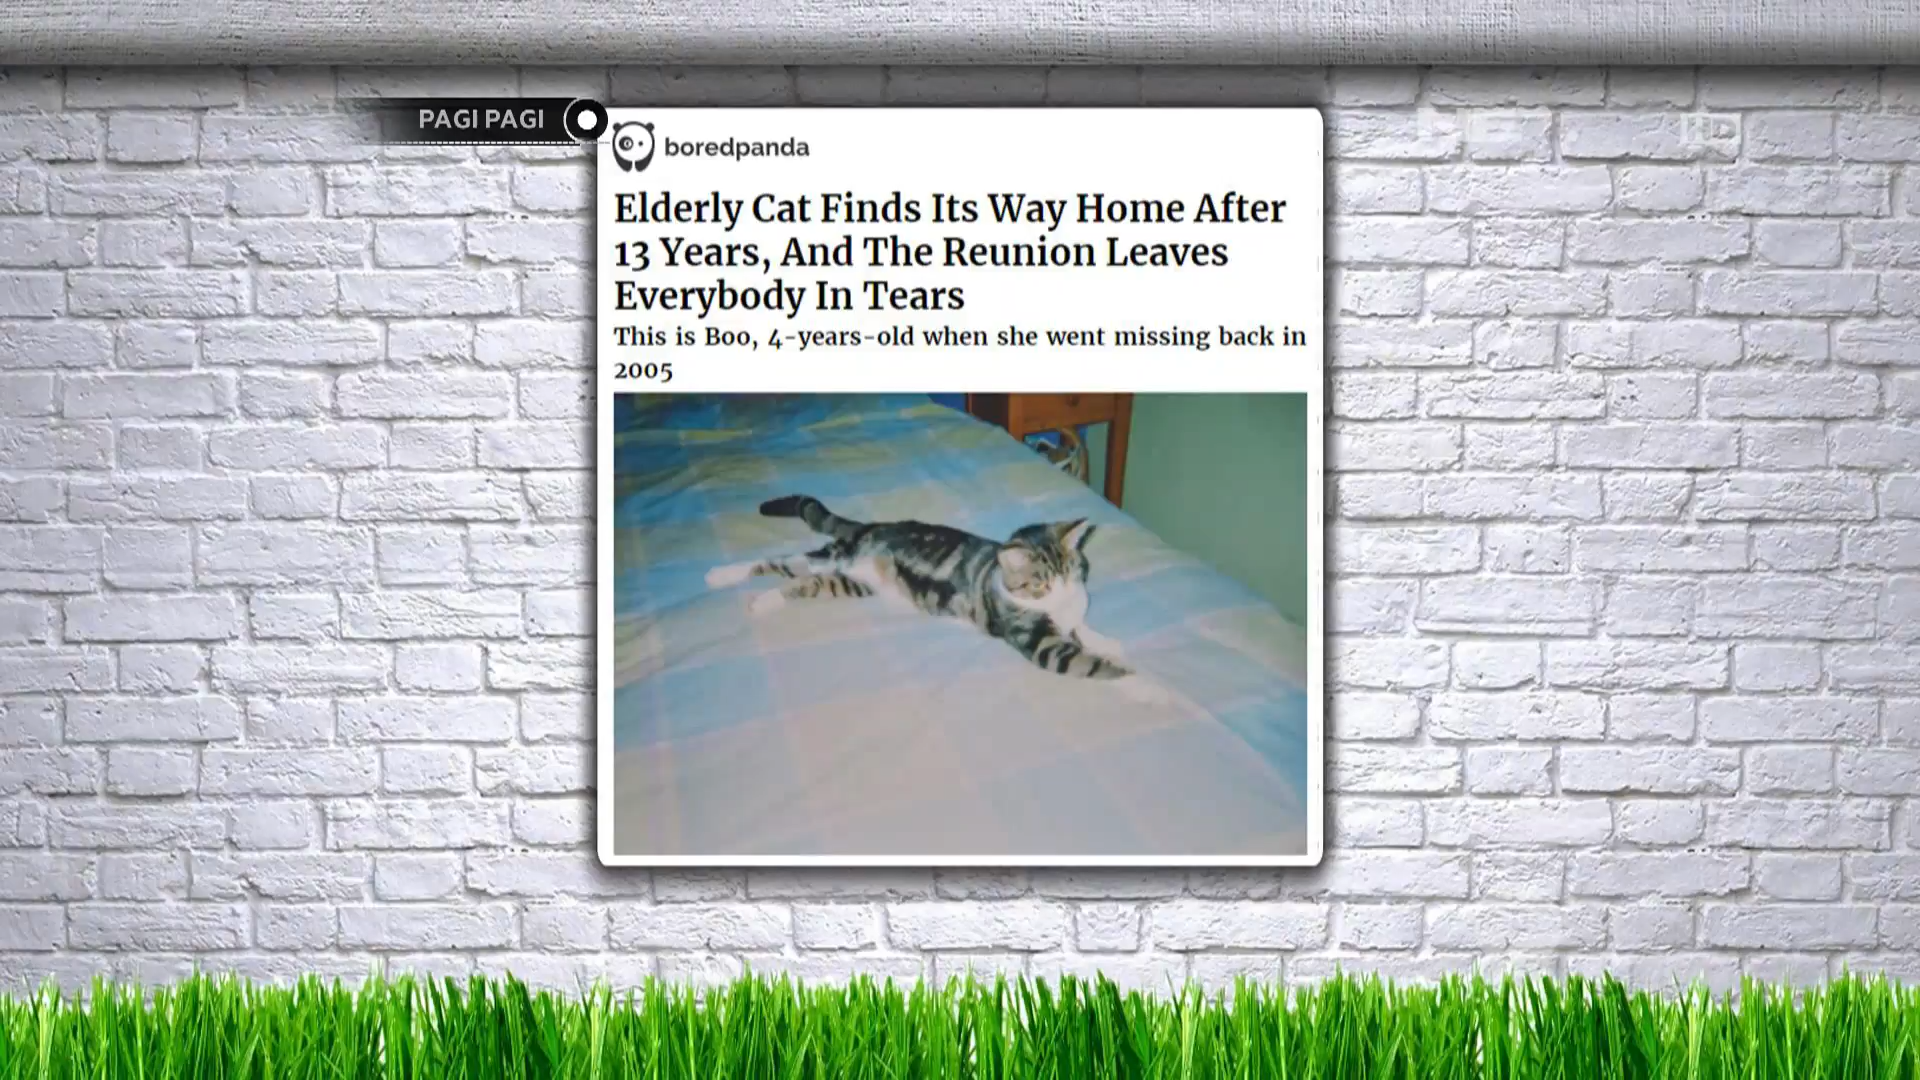 PAGI PAGI
boredpanda
Elderly Cat Finds Its Way Home After
13 Years, And The Reunion Leaves
Everybody In Tears
This is Boo, 4-years-old when she went missing back in
2005